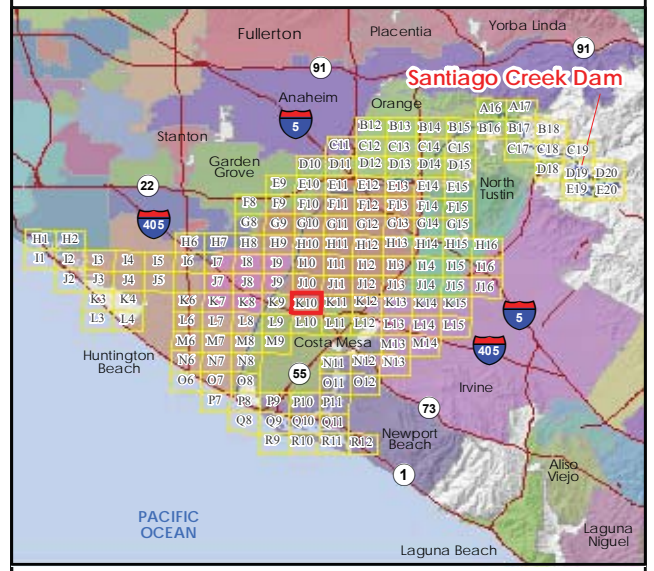 Fullerton
Placentia
Yorba Linda
91
91
Santiago Creek Dam
Anaheim
Orange
A16 A17
5
B12 B13 B14 B15 B16 B17 B18
Stanton
C11 C12 C13 C14 C15 C17 C18 C19
Garden
Grove
D10 D11 D12 D13 D14 D15 D18 D19 D20
22
E9 E10 E11 E12 E13 E14 E15 E19 E20
North
Tustin
F8 F9 F10 F11 F12 F13 F14 F15
405
G8 G9 G10 G11 G12 G13 G14 G15
H1 H2 H6 H7 H8 H9 H10 H11 H12 H13 H14 H15 H16
I1 I2 I3 I4 I5 I6 I7 I8 I9 I10 I11 I12 I13 I14 I15 I16
J2 J3 J4 J5 J7 J8 J9 J10 J11 J12 J13 J14 J15 J16
K3 K4 K6 K7 K8 K9 K10 K11 K12 K13 K14 K15
5
L3 L4 L6 L7 L8 L9 L10 L11 L12 L13 L14 L15
M6 M7 M8 M9 Costa Mesa M13 M14
405
Huntington
Beach
N6 N7 N8 N11 N12 N13
55
O6 O7 O8 O11 O12
Irvine
P7 P8 P9 P10 P11
73
Q8 Q9 Q10 Q11
Newport
Beach
R9 R10 R11 R12
1
Aliso
Viejo
PACIFIC
OCEAN
Laguna
Niguel
Laguna Beach